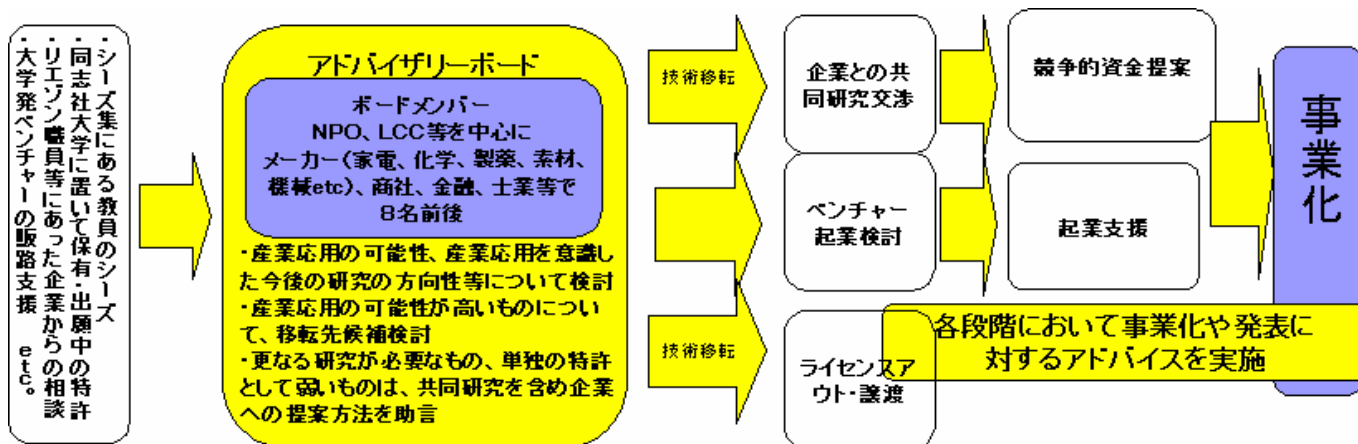 ・シーズ集にある教員のシーズ
・同志社大学に置いて保有・出願中の特許
・リエゾン職員等にあった企業からの相談
・大学発ベンチャーの販路支援　etc。
アドバイザリーボード
ボードメンバー
NPO、LCC等を中心に
メーカー(家電、化学、製薬、素材、
機械etc)、商社、金融、士業等で
8名前後
・産業応用の可能性、産業応用を意識し
た今後の研究の方向性等について検討
・産業応用の可能性が高いものについ
て、移転先候補検討
・更なる研究が必要なもの、単独の特許
として弱いものは、共同研究を含め企業
への提案方法を助言
技術移転
企業との共
同研究交渉
競争的資金提案
ベンチャー
起業検討
起業支援
技術移転
ライセンスア
ウト・譲渡
事業化
各段階において事業化や発表に
対するアドバイスを実施